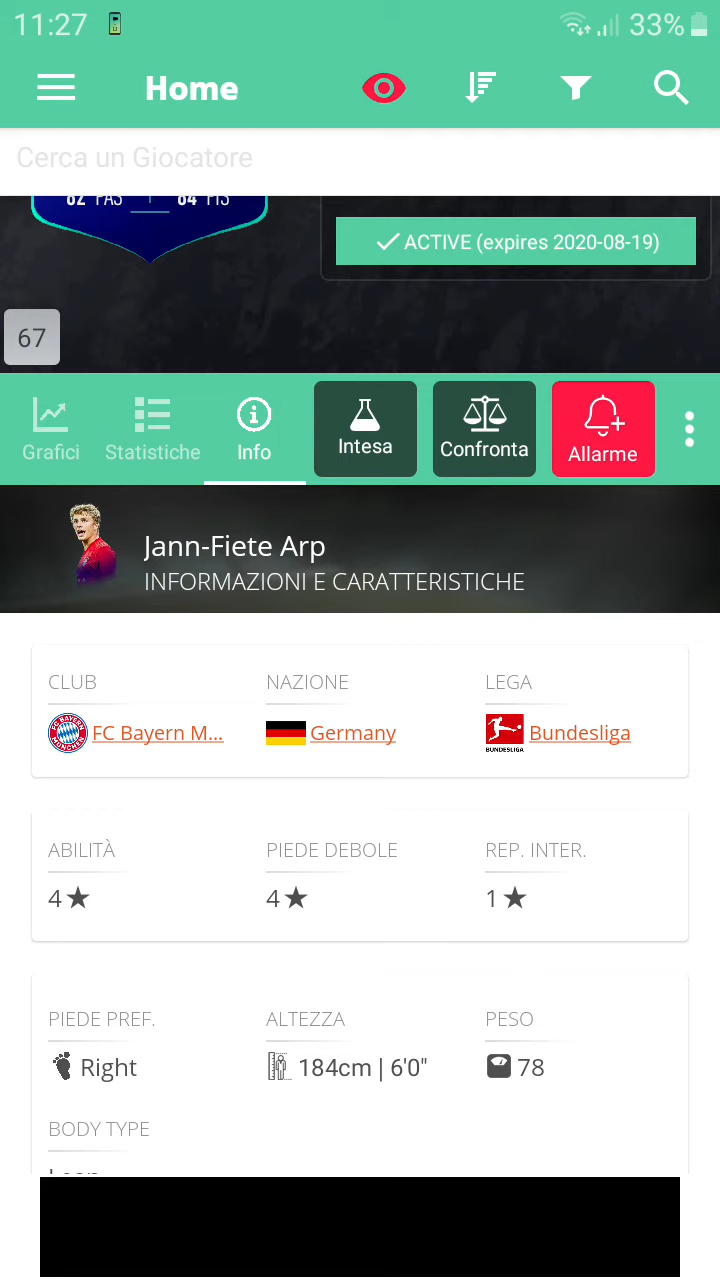 11:27 33%
Home
Cerca un Giocatore
82 PAS 84 FIS
ACTIVE (expires 2020-08-19)
67
Grafici Statistiche Info Intesa Confronta Allarme
Jann-Fiete Arp
INFORMAZIONI E CARATTERISTICHE
CLUB NAZIONE LEGA
FC Bayern M... Germany Bundesliga
ABILITÀ PIEDE DEBOLE REP. INTER.
4 ★ 4 ★ 1 ★
PIEDE PREF. ALTEZZA PESO
Right 184cm | 6'0" 78
BODY TYPE